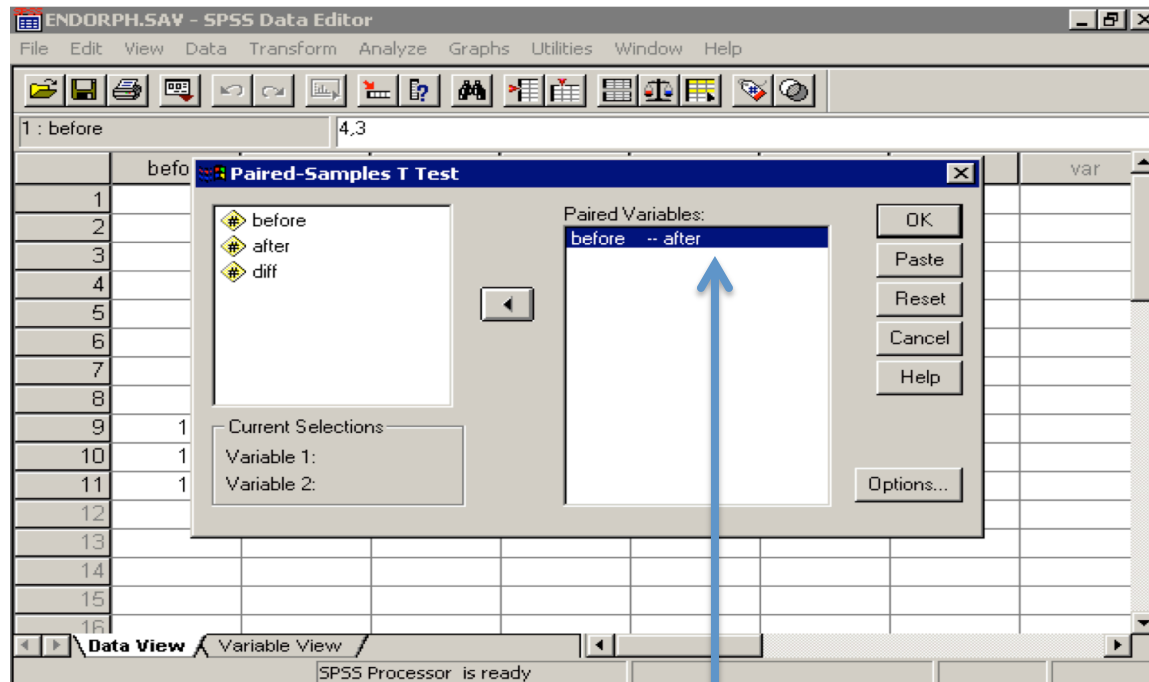 ENDORPH.SAV - SPSS Data Editor
File Edit View Data Transform Analyze Graphs Utilities Window Help
1 : before 4,3
befo var
Paired-Samples T Test
before
after
diff
Paired Variables:
before -- after
OK
Paste
Reset
Cancel
Help
Options...
Current Selections
Variable 1:
Variable 2:
1
2
3
4
5
6
7
8
9 1
10 1
11 1
12
13
14
15
16
Data View Variable View
SPSS Processor is ready